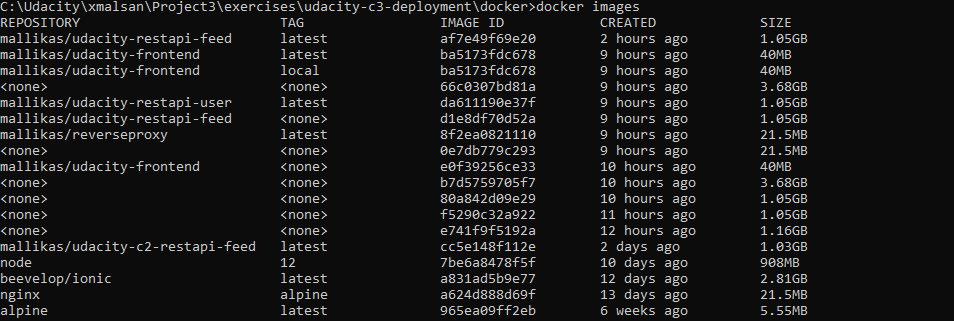 C:\Udacity\xmalsan\Project3\exercises\udacity-c3-deployment\docker>docker images
REPOSITORY TAG IMAGE ID CREATED SIZE
mallikas/udacity-restapi-feed latest af7e49f69e20 2 hours ago 1.05GB
mallikas/udacity-frontend latest ba5173fdc678 9 hours ago 40MB
mallikas/udacity-frontend local ba5173fdc678 9 hours ago 40MB
<none> <none> 66c0307bd81a 9 hours ago 3.68GB
mallikas/udacity-restapi-user latest da611190e37f 9 hours ago 1.05GB
mallikas/udacity-restapi-feed <none> d1e8df70d52a 9 hours ago 1.05GB
mallikas/reverseproxy latest 8f2ea0821110 9 hours ago 21.5MB
<none> <none> 0e7db779c293 9 hours ago 21.5MB
mallikas/udacity-frontend <none> e0f39256ce33 10 hours ago 40MB
<none> <none> b7d5759705f7 10 hours ago 3.68GB
<none> <none> 80a842d09e29 10 hours ago 1.05GB
<none> <none> f5290c32a922 11 hours ago 1.05GB
<none> <none> e741f9f5192a 12 hours ago 1.16GB
mallikas/udacity-c2-restapi-feed latest cc5e148f112e 2 days ago 1.03GB
node 12 7be6a8478f5f 10 days ago 908MB
beevelop/ionic latest a831ad5b9e77 12 days ago 2.81GB
nginx alpine a624d888d69f 13 days ago 21.5MB
alpine latest 965ea09ff2eb 6 weeks ago 5.55MB